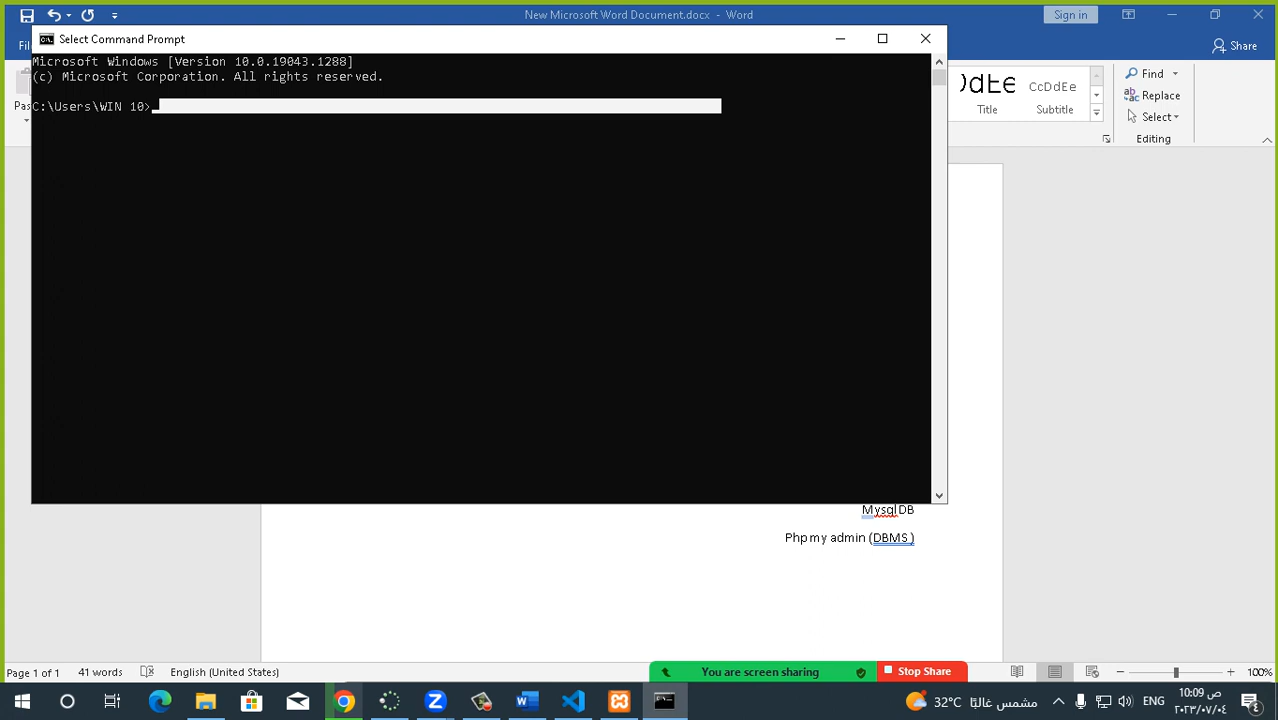 New Microsoft Word Document.docx - Word
Sign in
Select Command Prompt
Share
Microsoft Windows [Version 10.0.19043.1288]
(c) Microsoft Corporation. All rights reserved.
C:\Users\WIN 10>
Find
Replace
Select
Editing
CcDdEe
Title
Subtitle
MysqlDB
Php my admin (DBMS )
Page 1 of 1
41 words
English (United States)
You are screen sharing
Stop Share
100%
32°C
مشمس غالبًا
ENG
10:09 ص
٢٠٢٣/٠٧/٠٤